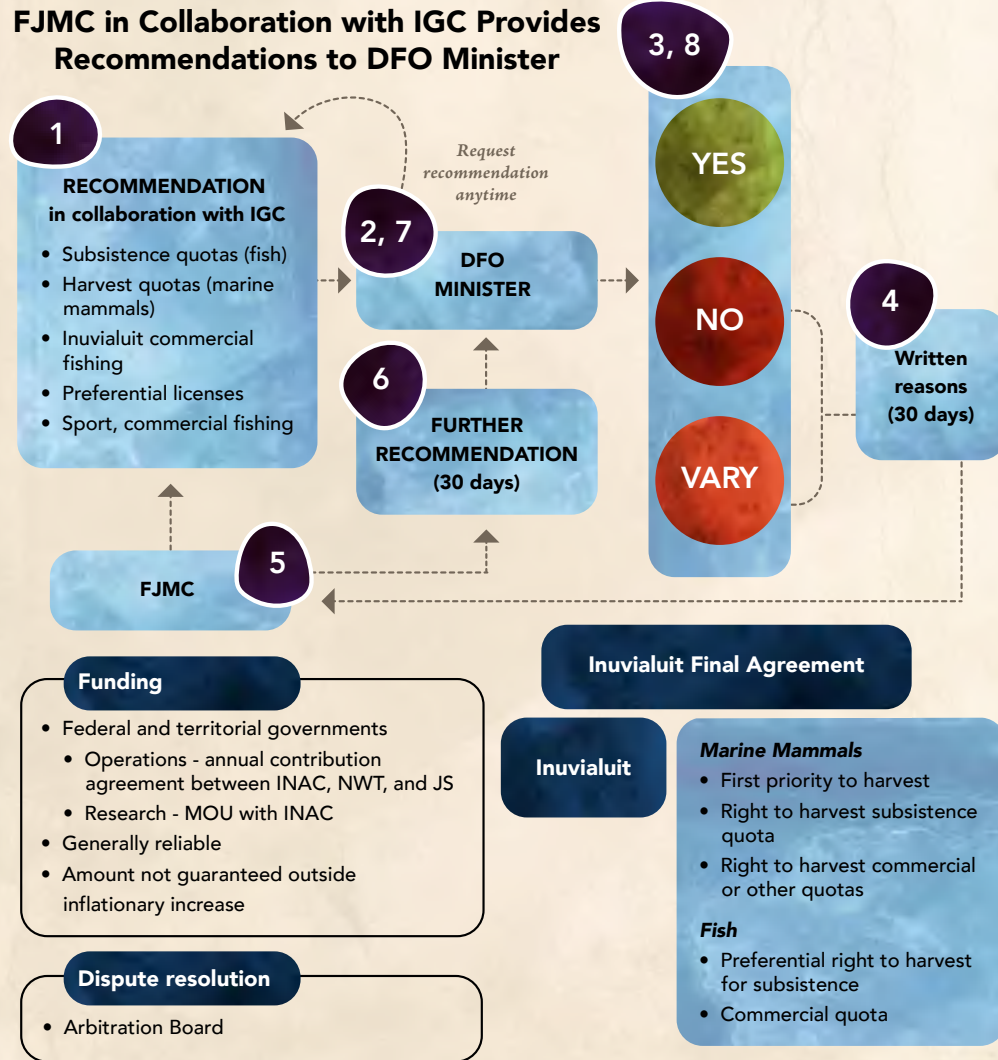 FJMC in Collaboration with IGC Provides
Recommendations to DFO Minister
1
RECOMMENDATION
in collaboration with IGC
• Subsistence quotas (fish)
• Harvest quotas (marine
mammals)
• Inuvialuit commercial
fishing
• Preferential licenses
• Sport, commercial fishing
Request
recommendation
anytime
2, 7
DFO
MINISTER
3, 8
YES
NO
VARY
4
Written
reasons
(30 days)
6
FURTHER
RECOMMENDATION
(30 days)
5
FJMC
Funding
• Federal and territorial governments
• Operations - annual contribution
agreement between INAC, NWT, and JS
• Research - MOU with INAC
• Generally reliable
• Amount not guaranteed outside
inflationary increase
Dispute resolution
• Arbitration Board
Inuvialuit Final Agreement
Inuvialuit
Marine Mammals
• First priority to harvest
• Right to harvest subsistence
quota
• Right to harvest commercial
or other quotas
Fish
• Preferential right to harvest
for subsistence
• Commercial quota